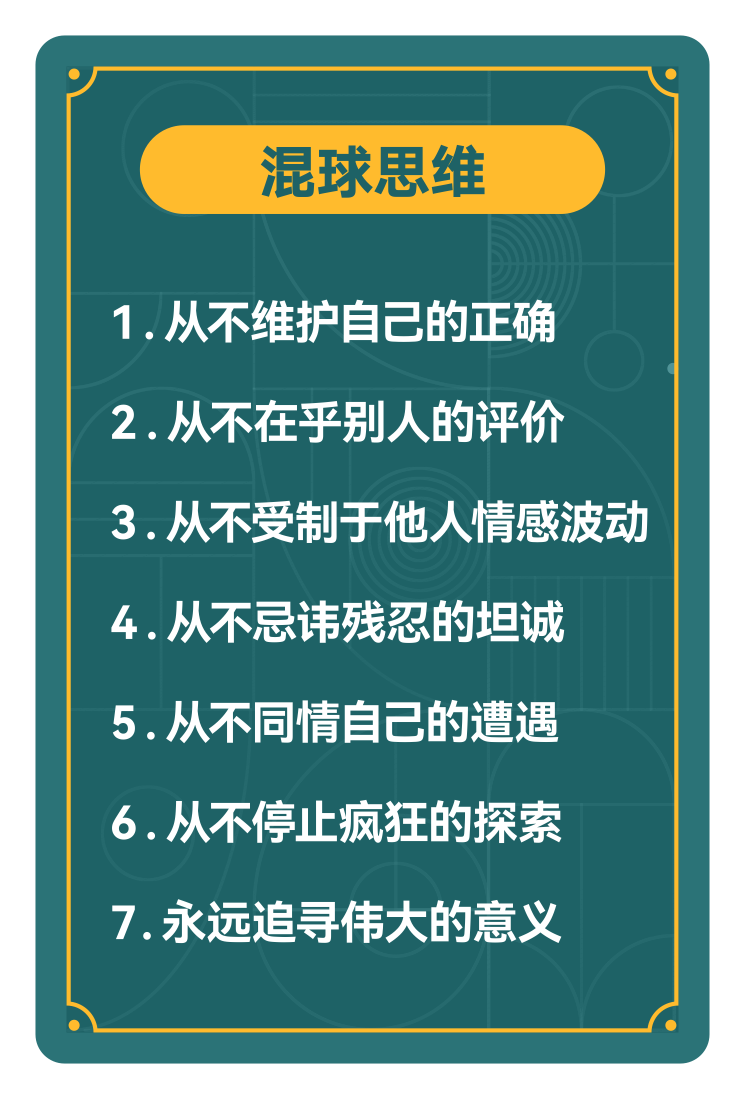 混球思维
1.从不维护自己的正确
2.从不在乎别人的评价
3.从不受制于他人情感波动
4.从不忌讳残忍的坦诚
5.从不同情自己的遭遇
6.从不停止疯狂的探索
7.永远追寻伟大的意义